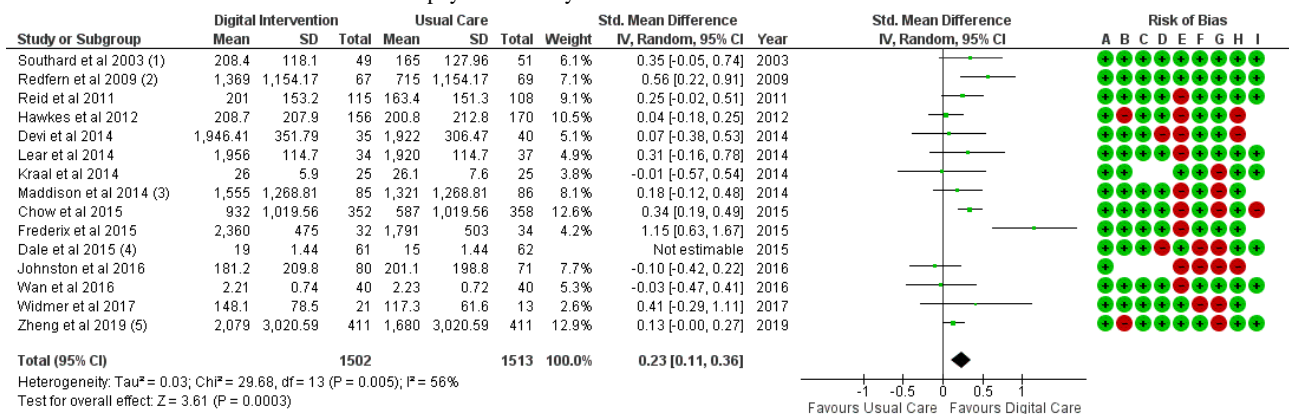 Digital Intervention Usual Care Std. Mean Difference Std. Mean Difference Risk of Bias
Study or Subgroup Mean SD Total Mean SD Total Weight IV, Random, 95% CI Year IV, Random, 95% CI A B C D E F G H I
Southard et al 2003 (1) 208.4 118.1 49 165 127.96 51 6.1% 0.35 [-0.05, 0.74] 2003
Redfern et al 2009 (2) 1,369 1,154.17 67 715 1,154.17 69 7.1% 0.56 [0.22, 0.91] 2009
Reid et al 2011 201 153.2 115 163.4 151.3 108 9.1% 0.25 [-0.02, 0.51] 2011
Hawkes et al 2012 208.7 207.9 156 200.8 212.8 170 10.5% 0.04 [-0.18, 0.25] 2012
Devi et al 2014 1,946.41 351.79 35 1,922 306.47 40 5.1% 0.07 [-0.38, 0.53] 2014
Lear et al 2014 1,956 114.7 34 1,920 114.7 37 4.9% 0.31 [-0.16, 0.78] 2014
Kraal et al 2014 26 5.9 25 26.1 7.6 25 3.8% -0.01 [-0.57, 0.54] 2014
Maddison et al 2014 (3) 1,555 1,268.81 85 1,321 1,268.81 86 8.1% 0.18 [-0.12, 0.48] 2014
Chow et al 2015 932 1,019.56 352 587 1,019.56 358 12.6% 0.34 [0.19, 0.49] 2015
Frederix et al 2015 2,360 475 32 1,791 503 34 4.2% 1.15 [0.63, 1.67] 2015
Dale et al 2015 (4) 19 1.44 61 15 1.44 62 Not estimable 2015
Johnston et al 2016 181.2 209.8 80 201.1 198.8 71 7.7% -0.10 [-0.42, 0.22] 2016
Wan et al 2016 2.21 0.74 40 2.23 0.72 40 5.3% -0.03 [-0.47, 0.41] 2016
Widmer et al 2017 148.1 78.5 21 117.3 61.6 13 2.6% 0.41 [-0.29, 1.11] 2017
Zheng et al 2019 (5) 2,079 3,020.59 411 1,680 3,020.59 411 12.9% 0.13 [-0.00, 0.27] 2019
Total (95% CI) 1502 1513 100.0% 0.23 [0.11, 0.36]
Heterogeneity: Tau² = 0.03; Chi² = 29.68, df = 13 (P = 0.005); I² = 56%
Test for overall effect: Z = 3.61 (P = 0.0003)
-1 -0.5 0 0.5 1
Favours Usual Care Favours Digital Care